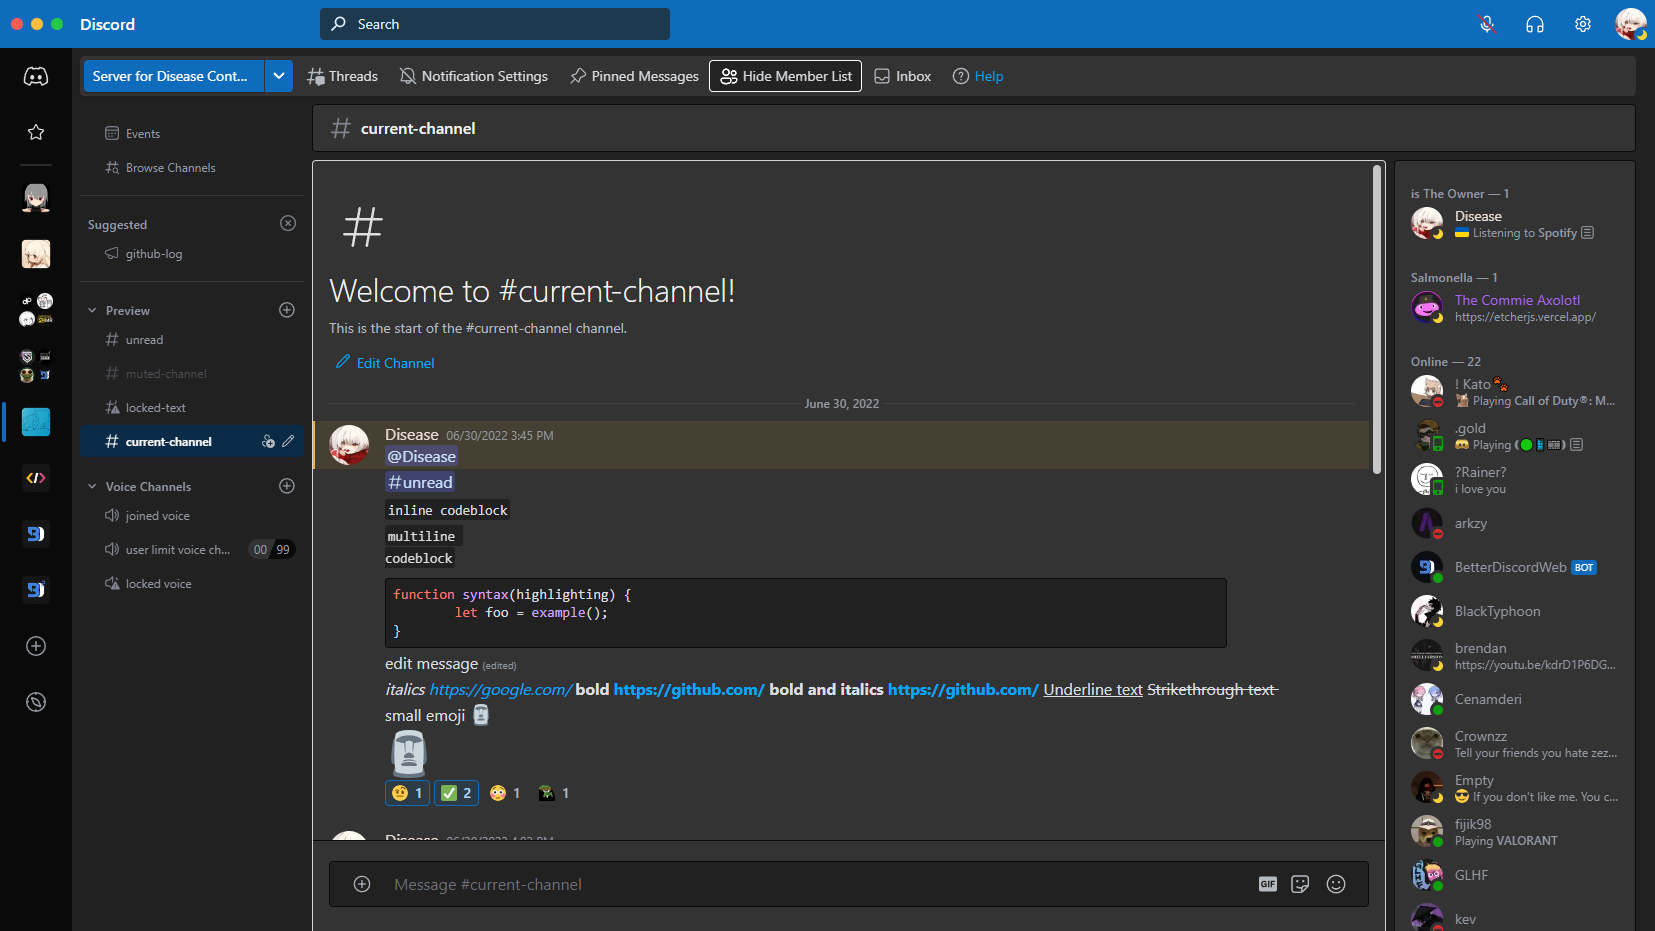 Discord
Search
Server for Disease Cont...
Threads
Notification Settings
Pinned Messages
Hide Member List
Inbox
Help
Events
Browse Channels
Suggested
github-log
Preview
unread
muted-channel
locked-text
current-channel
Voice Channels
joined voice
user limit voice ch...
00 99
locked voice
current-channel
Welcome to #current-channel!
This is the start of the #current-channel channel.
Edit Channel
June 30, 2022
Disease 06/30/2022 3:45 PM
@Disease
#unread
inline codeblock
multiline
codeblock
function syntax(highlighting) {
let foo = example();
}
edit message (edited)
italics https://google.com/ bold https://github.com/ bold and italics https://github.com/ Underline text Strikethrough text
small emoji
1 2 1 1
Disease 06/30/2022 4:02 PM
Message #current-channel
GIF
is The Owner — 1
Disease
Listening to Spotify
Salmonella — 1
The Commie Axolotl
https://etcherjs.vercel.app/
Online — 22
! Kato
Playing Call of Duty®: M...
.gold
Playing ( )
?Rainer?
i love you
arkzy
BetterDiscordWeb BOT
BlackTyphoon
brendan
https://youtu.be/kdrD1P6DG...
Cenamderi
Crownzz
Tell your friends you hate zez...
Empty
If you don't like me. You c...
fijik98
Playing VALORANT
GLHF
kev